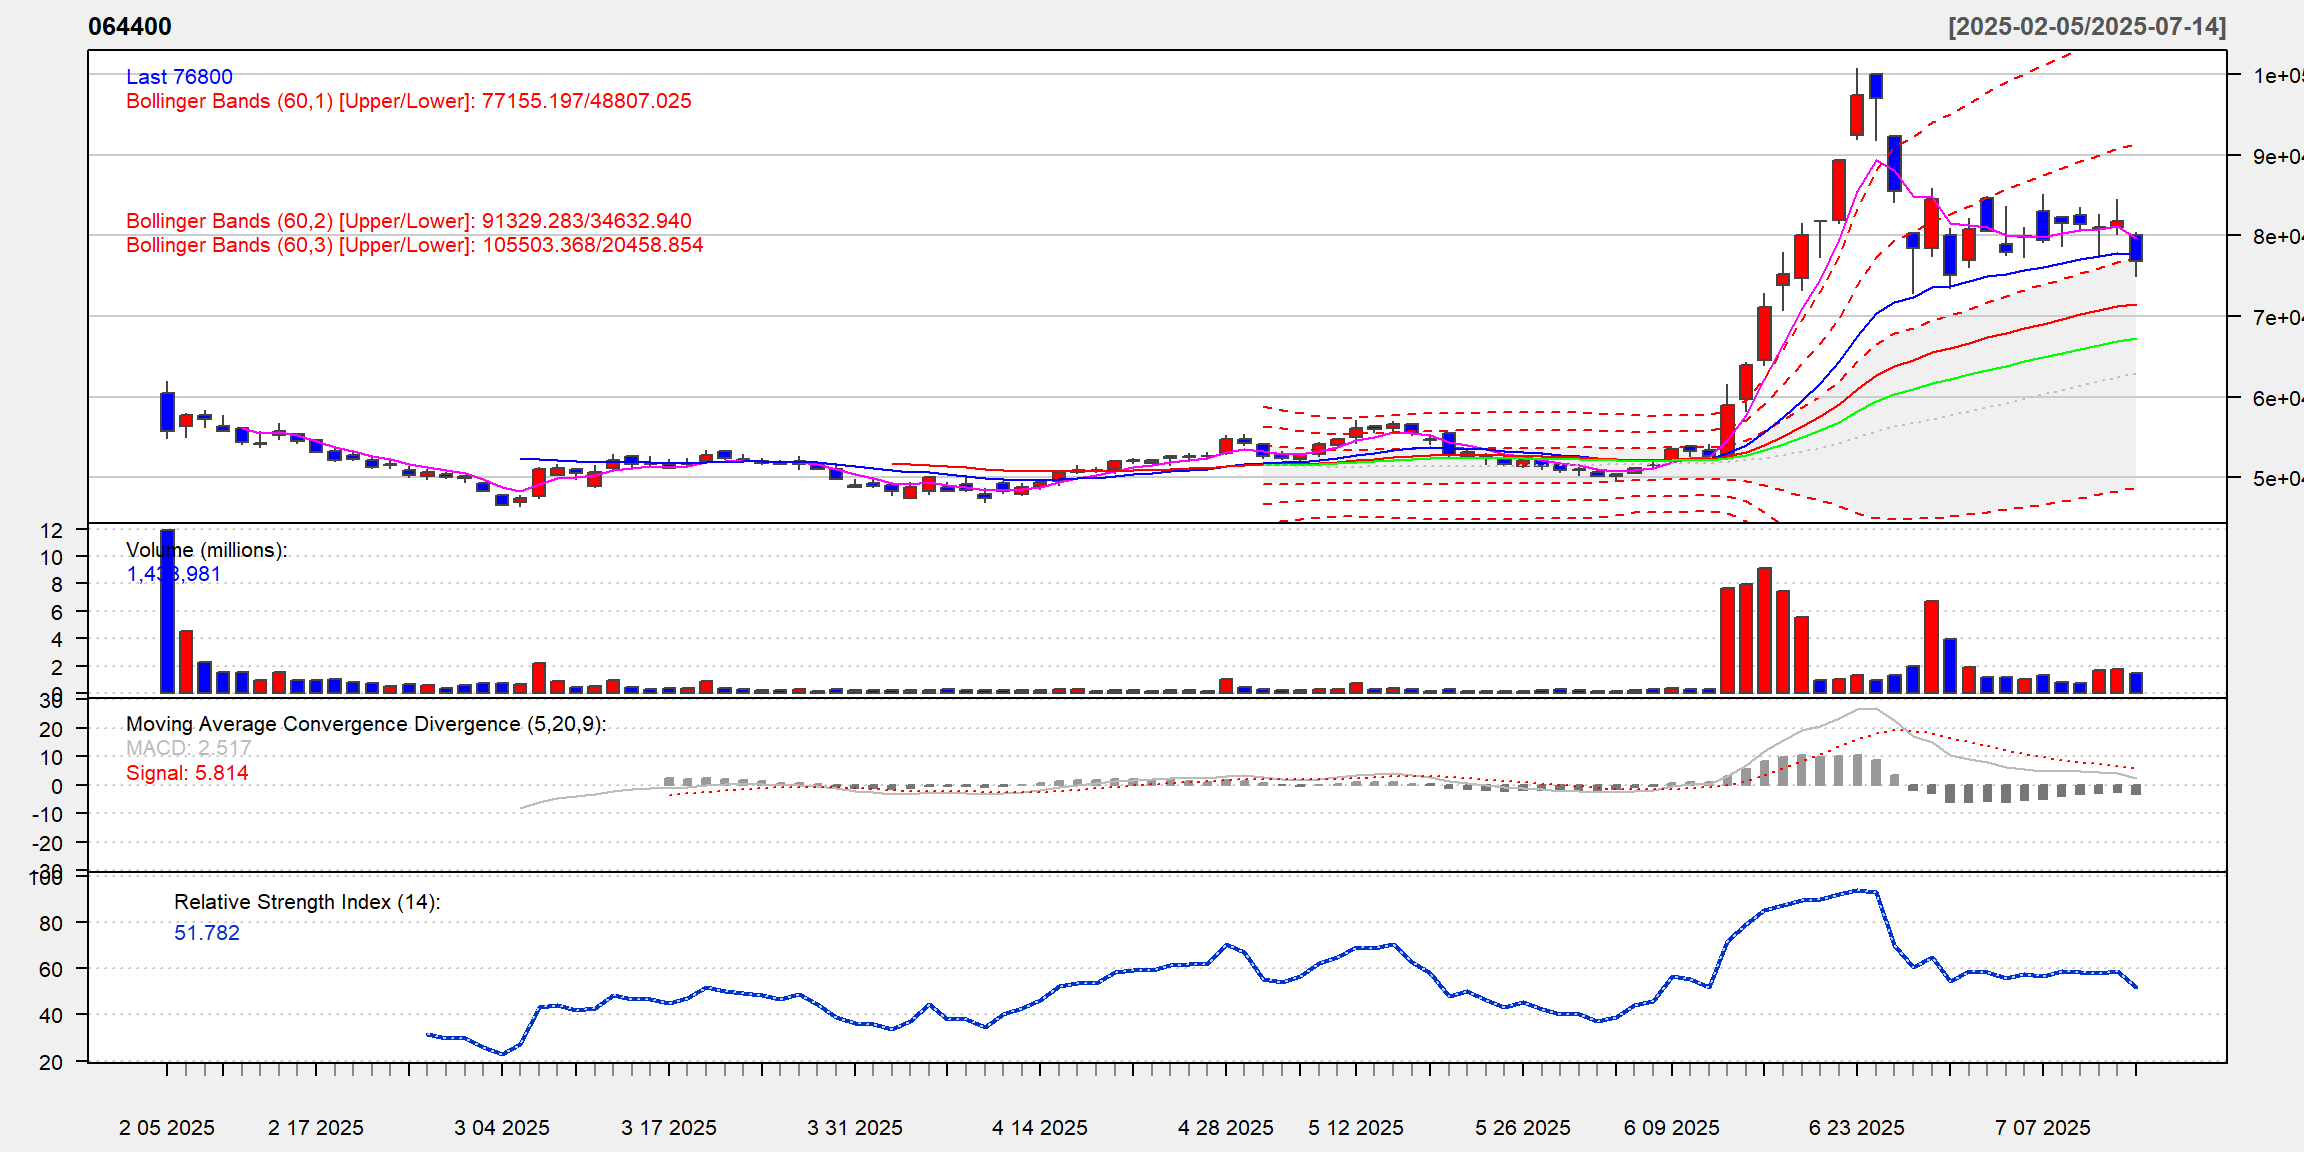 064400
[2025-02-05/2025-07-14]
Last 76800
Bollinger Bands (60,1) [Upper/Lower]: 77155.197/48807.025
Bollinger Bands (60,2) [Upper/Lower]: 91329.283/34632.940
Bollinger Bands (60,3) [Upper/Lower]: 105503.368/20458.854
1e+05
9e+04
8e+04
7e+04
6e+04
5e+04
Volume (millions):
12
10
8
6
4
2
0
Moving Average Convergence Divergence (5,20,9):
MACD: 2.517
Signal: 5.814
30
20
10
0
-10
-20
-30
Relative Strength Index (14):
51.782
100
80
60
40
20
2 05 2025
2 17 2025
3 04 2025
3 17 2025
3 31 2025
4 14 2025
4 28 2025
5 12 2025
5 26 2025
6 09 2025
6 23 2025
7 07 2025